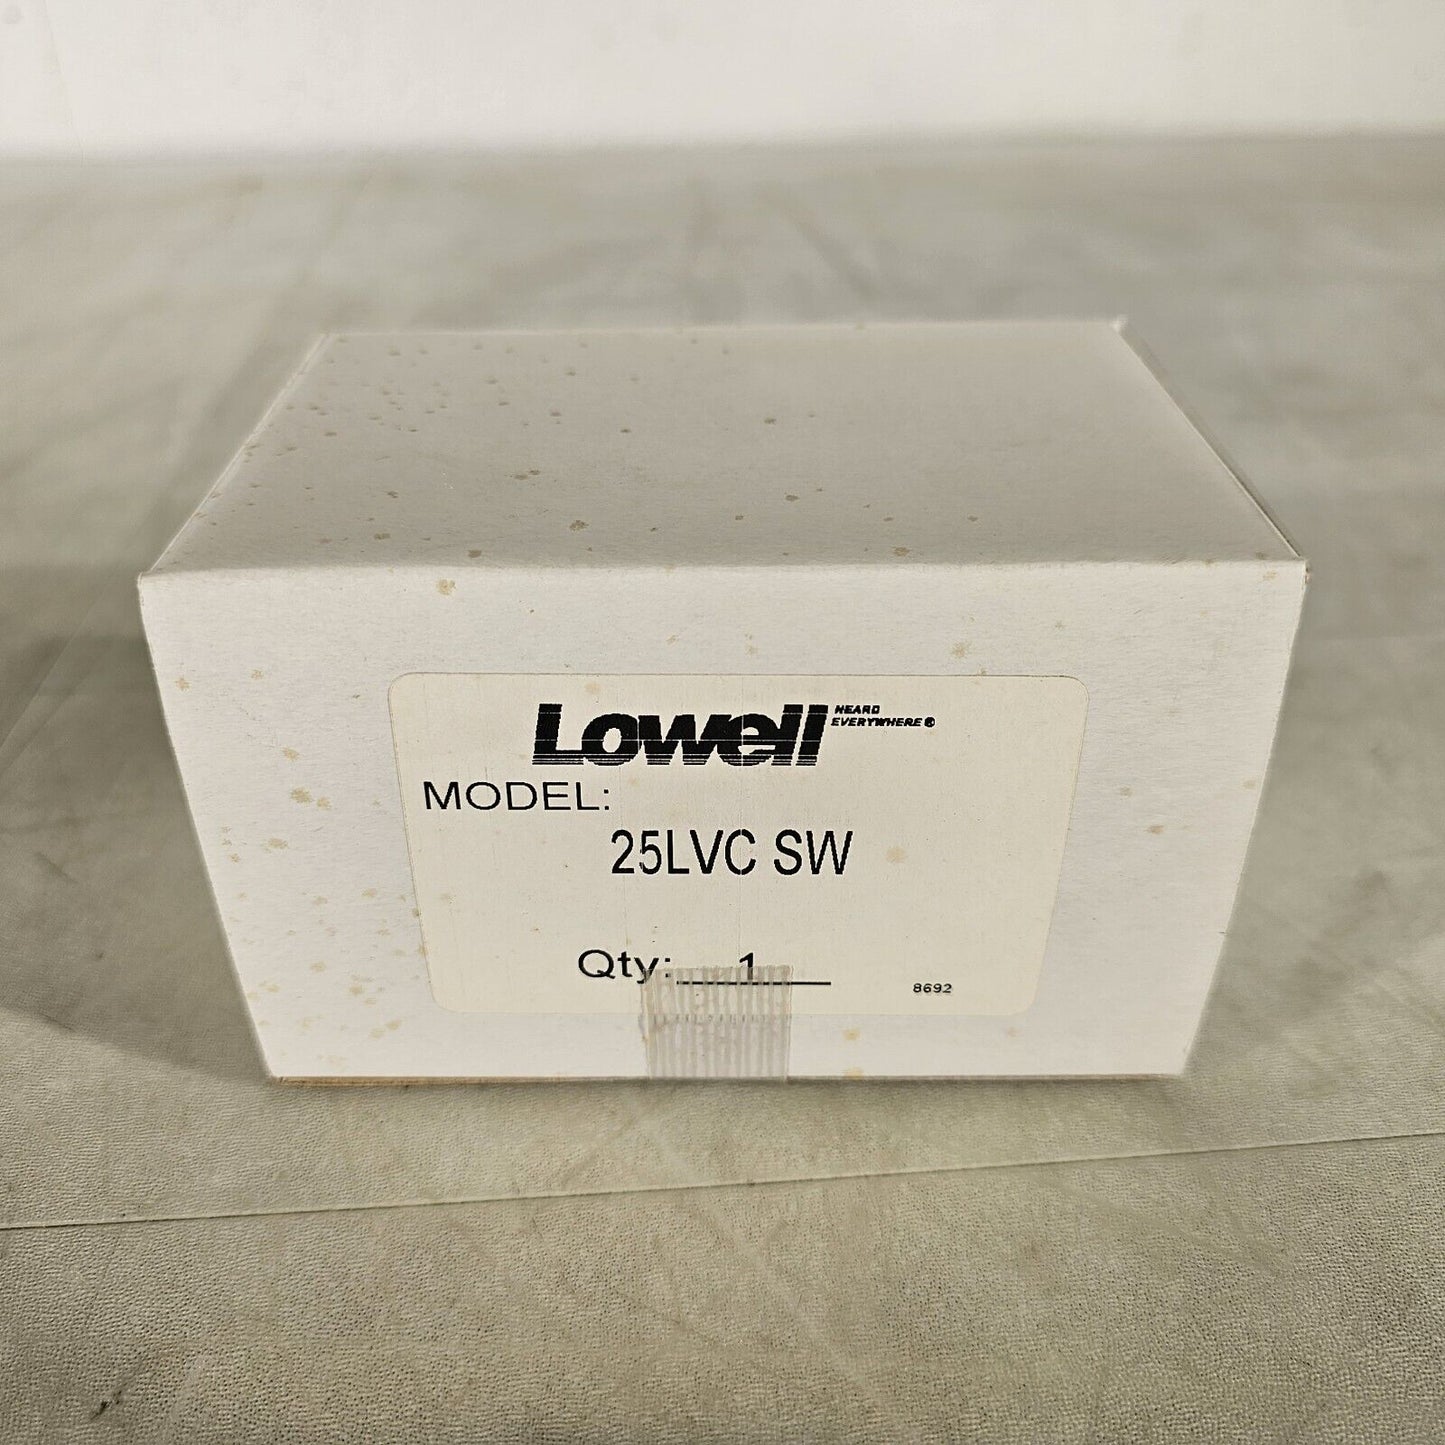 Lowell HEARD
EVERYWHERE®
MODEL:
25LVC SW
Qty: 1
8692